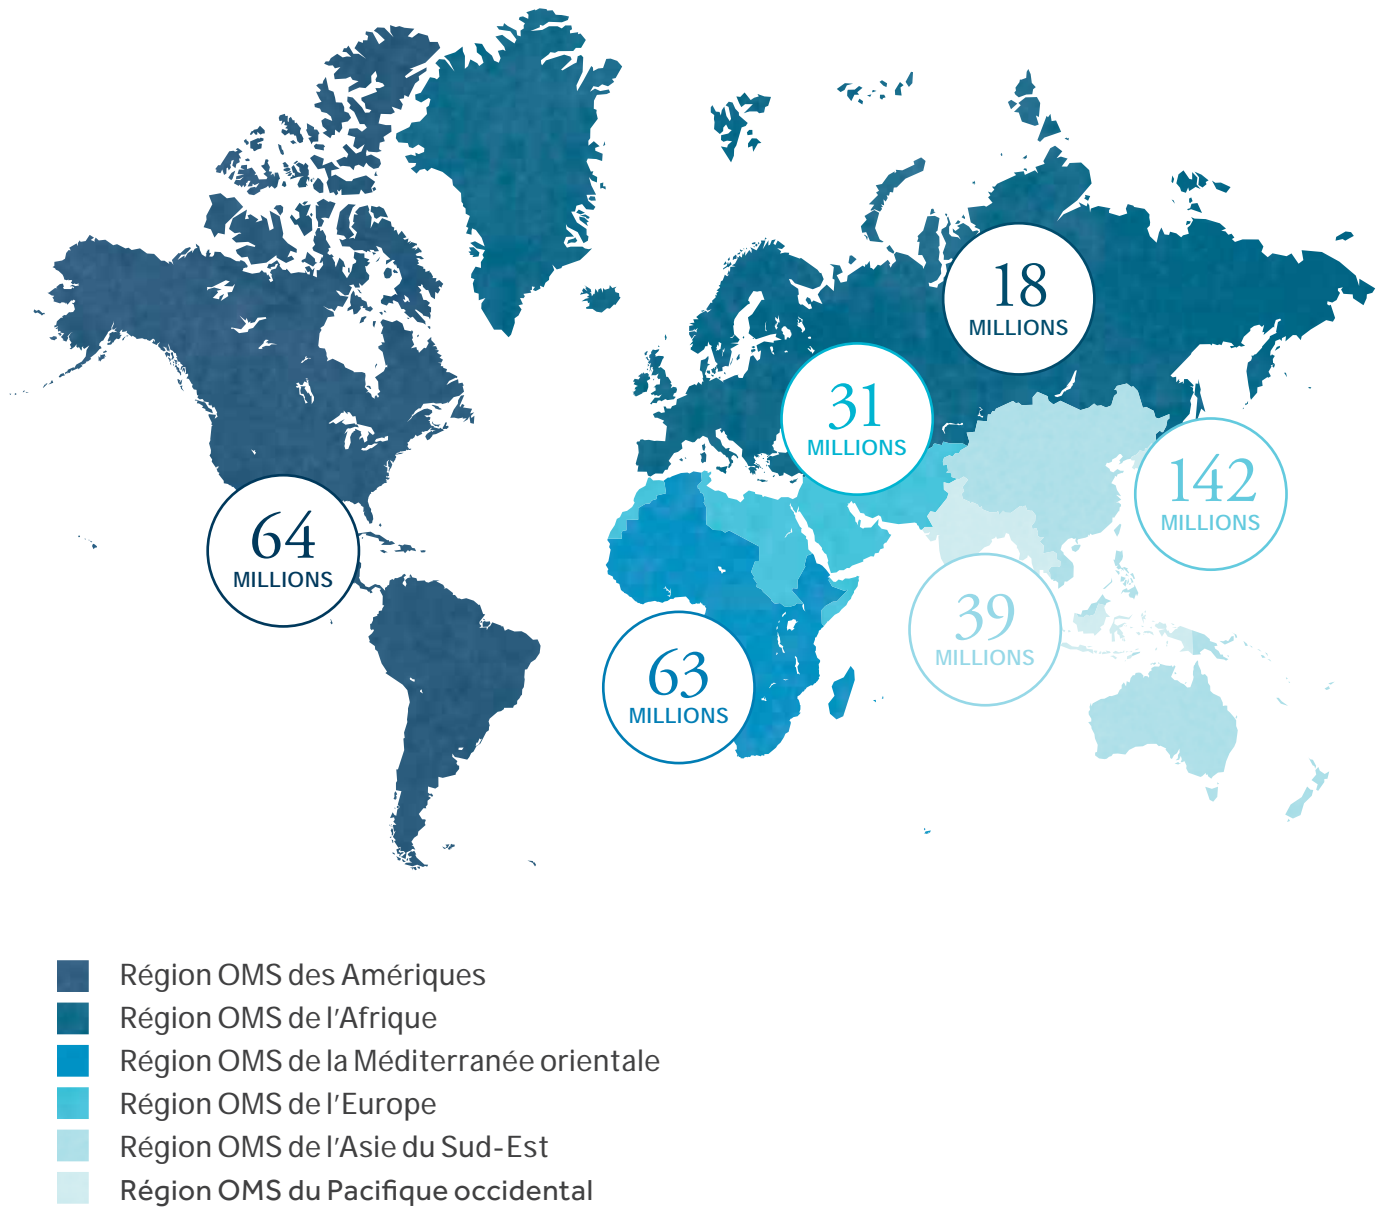 18
MILLIONS
31
MILLIONS
142
MILLIONS
64
MILLIONS
39
MILLIONS
63
MILLIONS
Région OMS des Amériques
Région OMS de l'Afrique
Région OMS de la Méditerranée orientale
Région OMS de l'Europe
Région OMS de l'Asie du Sud-Est
Région OMS du Pacifique occidental